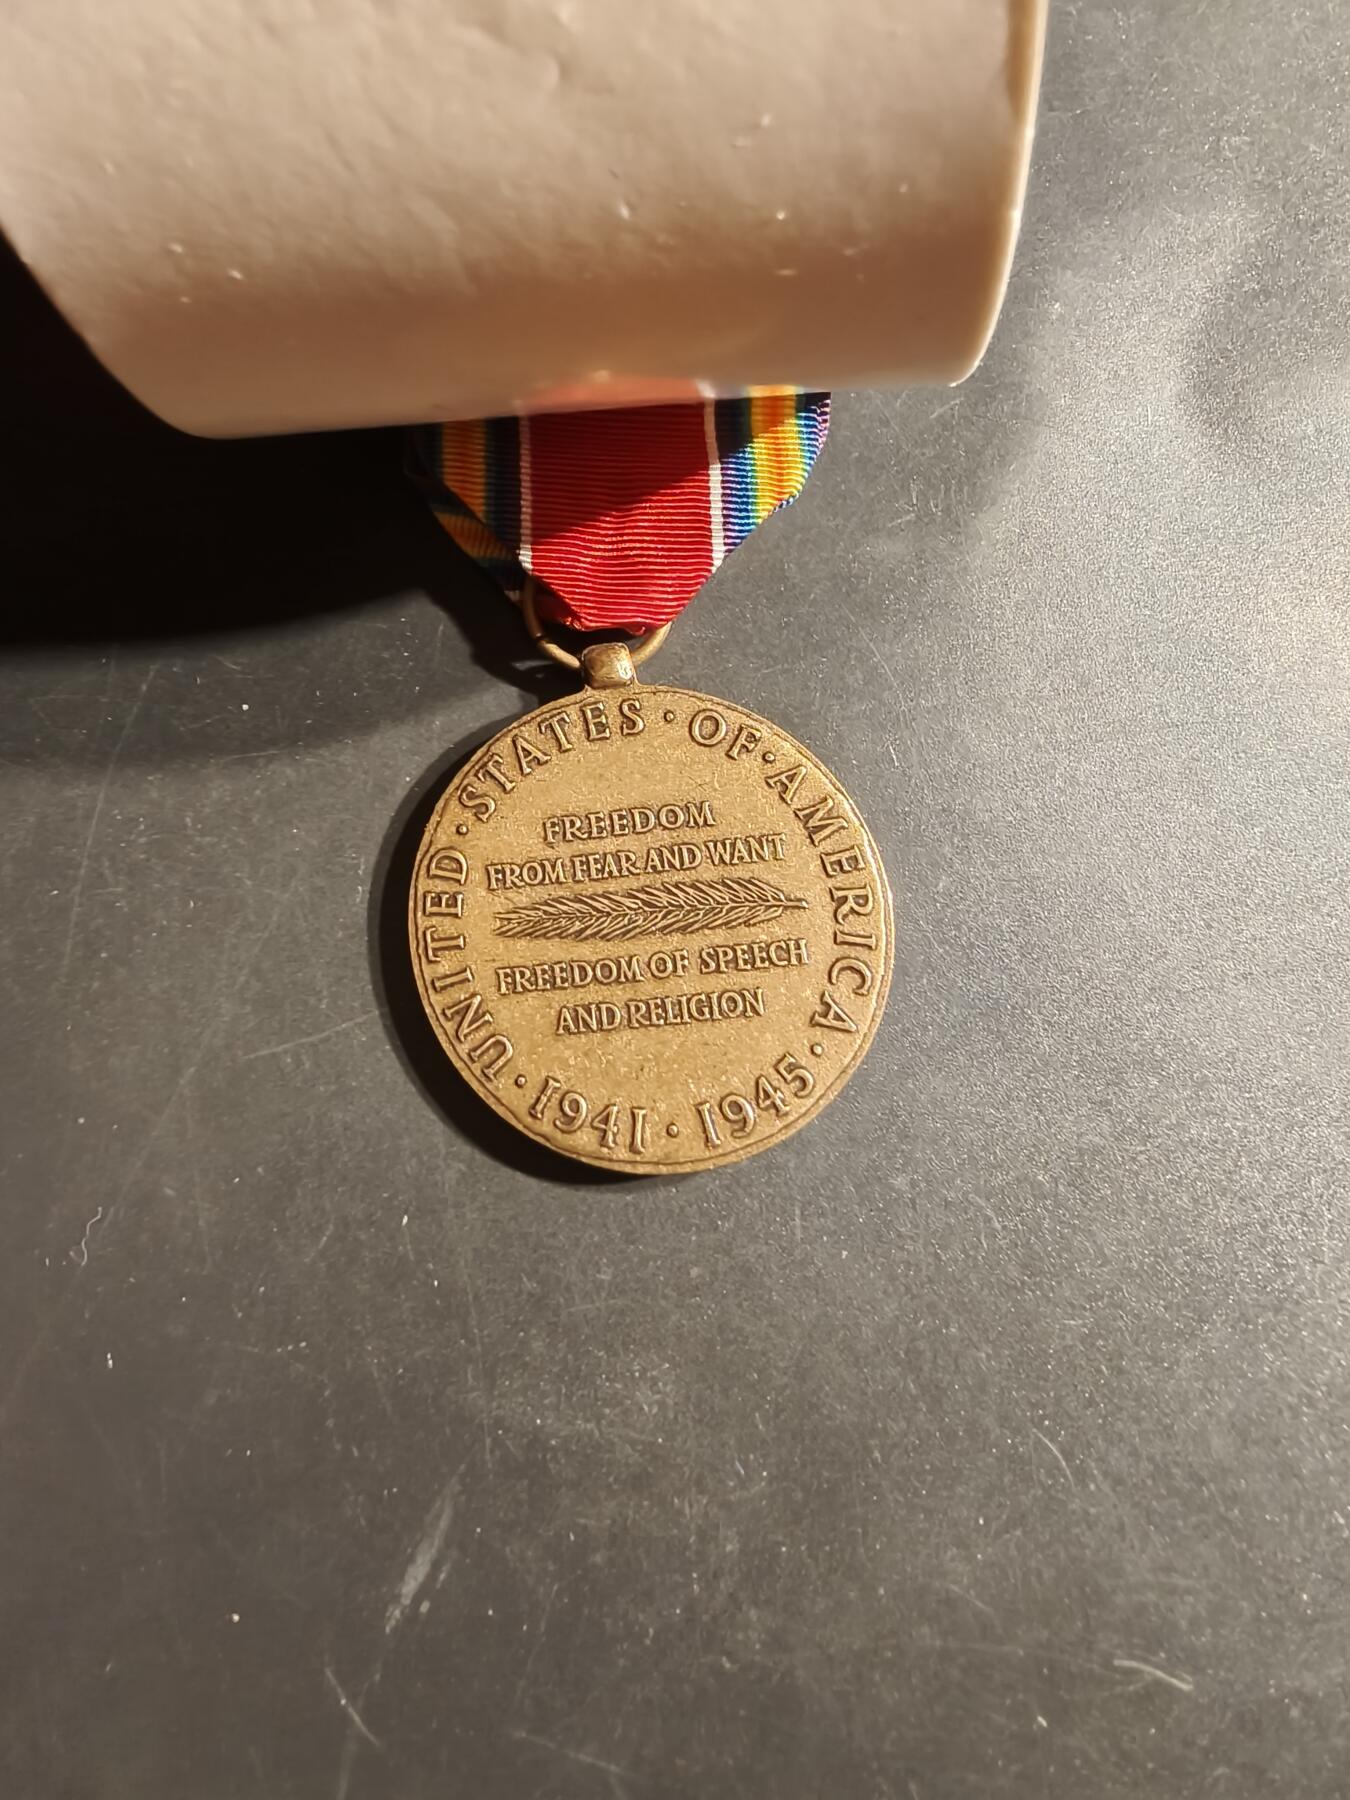 UNITED · STATES · OF · AMERICA ·
FREEDOM
FROM FEAR AND WANT
FREEDOM OF SPEECH
AND RELIGION
· 1941 · 1945 ·